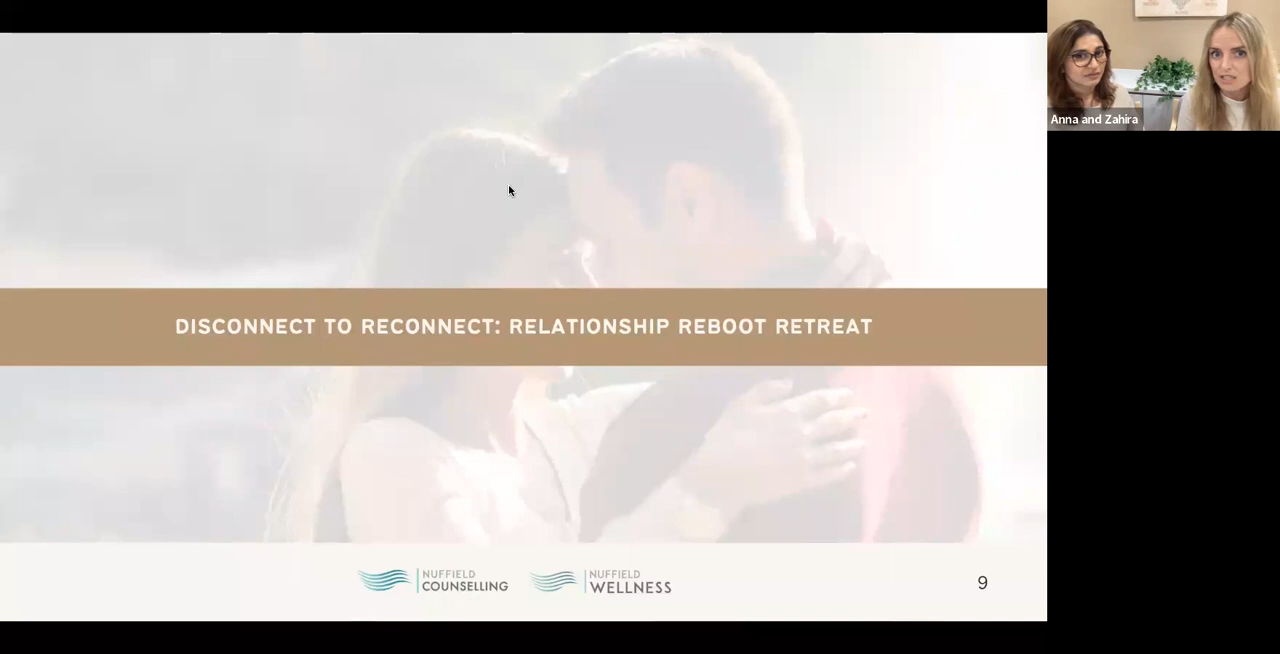 Anna and Zahira
DISCONNECT TO RECONNECT: RELATIONSHIP REBOOT RETREAT
NUFFIELD
COUNSELLING
NUFFIELD
WELLNESS
9